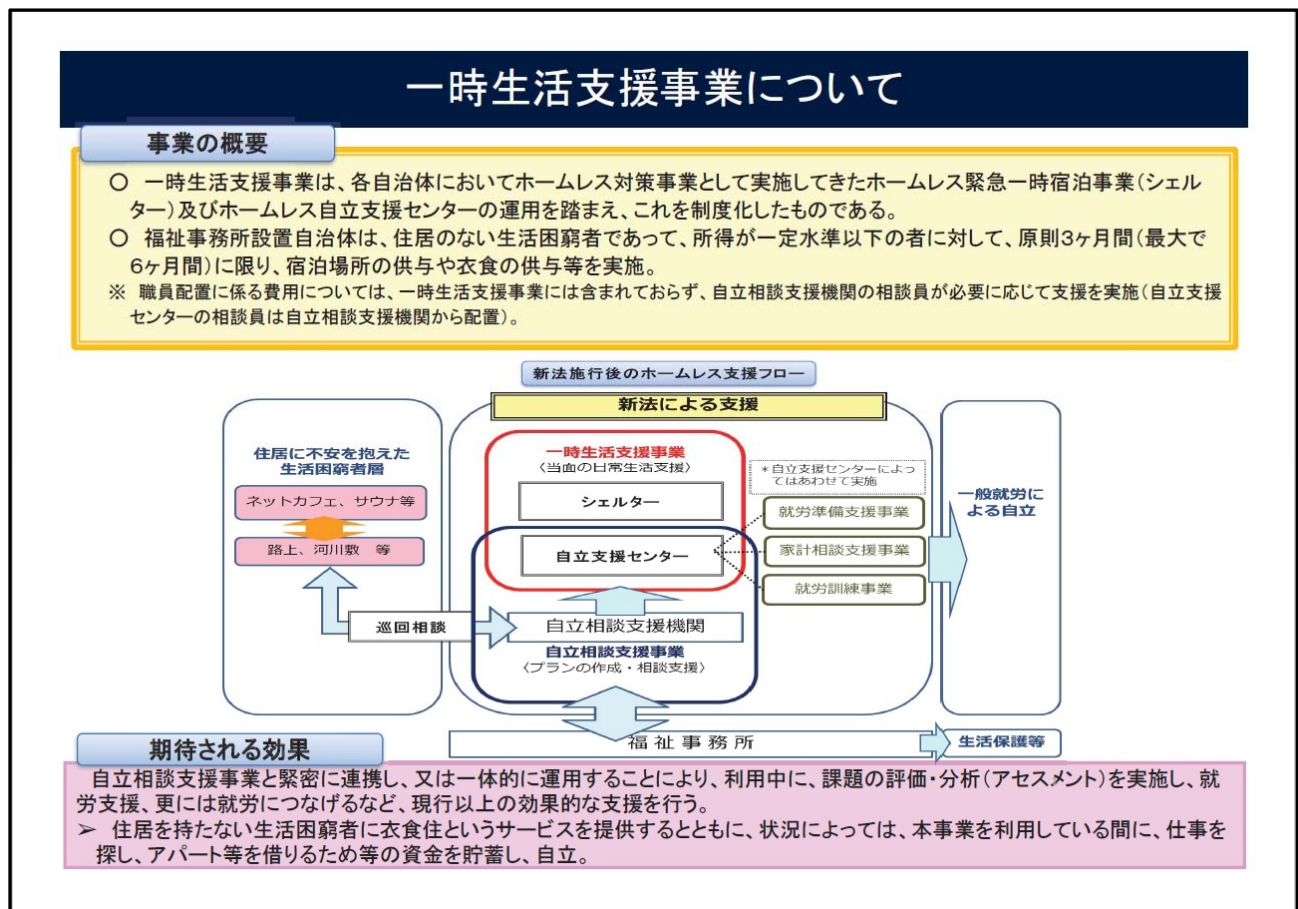 一時生活支援事業について
事業の概要
○ 一時生活支援事業は、各自治体においてホームレス対策事業として実施してきたホームレス緊急一時宿泊事業(シェル
ター)及びホームレス自立支援センターの運用を踏まえ、これを制度化したものである。
○ 福祉事務所設置自治体は、住居のない生活困窮者であって、所得が一定水準以下の者に対して、原則3ヶ月間(最大で
6ヶ月間)に限り、宿泊場所の供与や衣食の供与等を実施。
※ 職員配置に係る費用については、一時生活支援事業には含まれておらず、自立相談支援機関の相談員が必要に応じて支援を実施(自立支援
センターの相談員は自立相談支援機関から配置)。
新法施行後のホームレス支援フロー
新法による支援
住居に不安を抱えた
生活困窮者層
ネットカフェ、サウナ等
路上、河川敷 等
巡回相談
一時生活支援事業
〈当面の日常生活支援〉
シェルター
自立支援センター
自立相談支援機関
自立相談支援事業
〈プランの作成・相談支援〉
*自立支援センターによっ
てはあわせて実施
就労準備支援事業
家計相談支援事業
就労訓練事業
一般就労に
よる自立
福祉事務所
生活保護等
期待される効果
自立相談支援事業と緊密に連携し、又は一体的に運用することにより、利用中に、課題の評価・分析(アセスメント)を実施し、就
労支援、更には就労につなげるなど、現行以上の効果的な支援を行う。
➢ 住居を持たない生活困窮者に衣食住というサービスを提供するとともに、状況によっては、本事業を利用している間に、仕事を
探し、アパート等を借りるため等の資金を貯蓄し、自立。